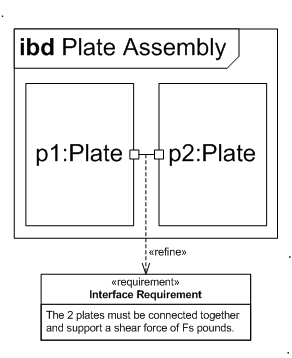 ibd Plate Assembly
p1:Plate
p2:Plate
«refine»
«requirement»
Interface Requirement
The 2 plates must be connected together
and support a shear force of Fs pounds.